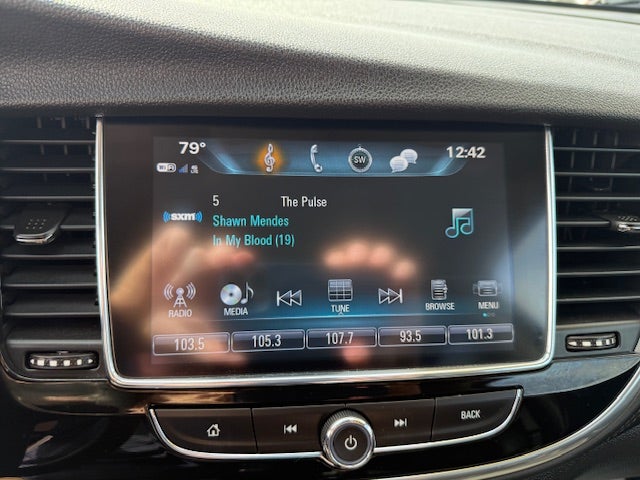 79° SW 12:42
WiFi
5 The Pulse
((sxm))
Shawn Mendes
In My Blood (19)
RADIO MEDIA TUNE BROWSE MENU
103.5 105.3 107.7 93.5 101.3
BACK